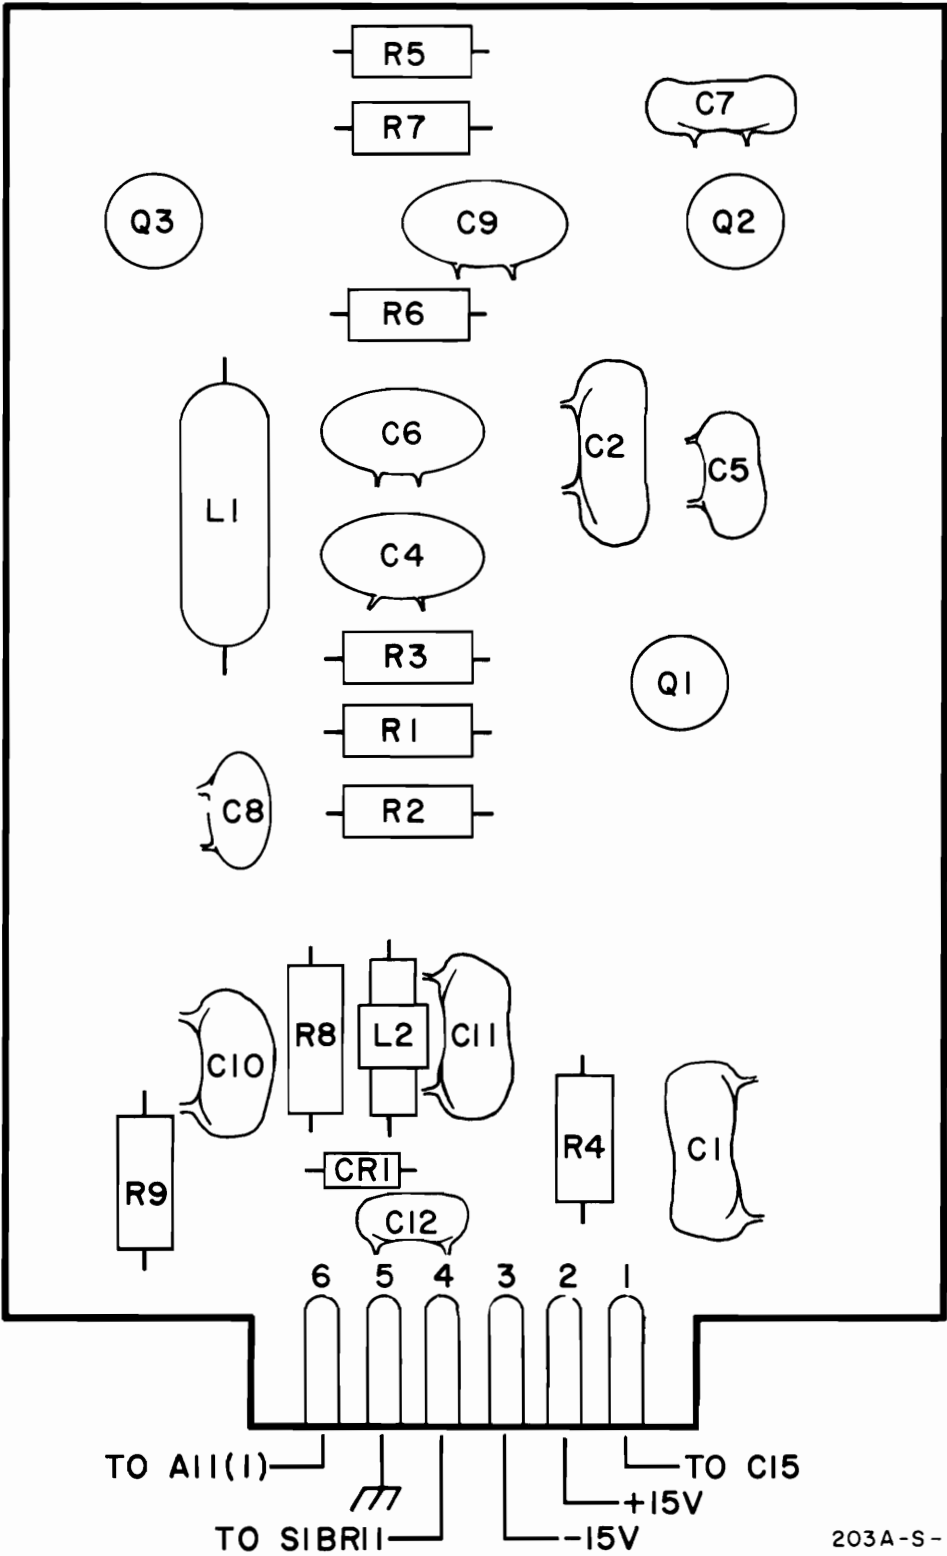 R5
C7
R7
Q3
C9
Q2
R6
C6
C2
C5
L1
C4
R3
Q1
R1
C8
R2
R8
L2
C11
C10
R4
C1
CR1
R9
C12
6 5 4 3 2 1
TO A11(1)
TO C15
+15V
TO S1BR11
-15V
203A-S-